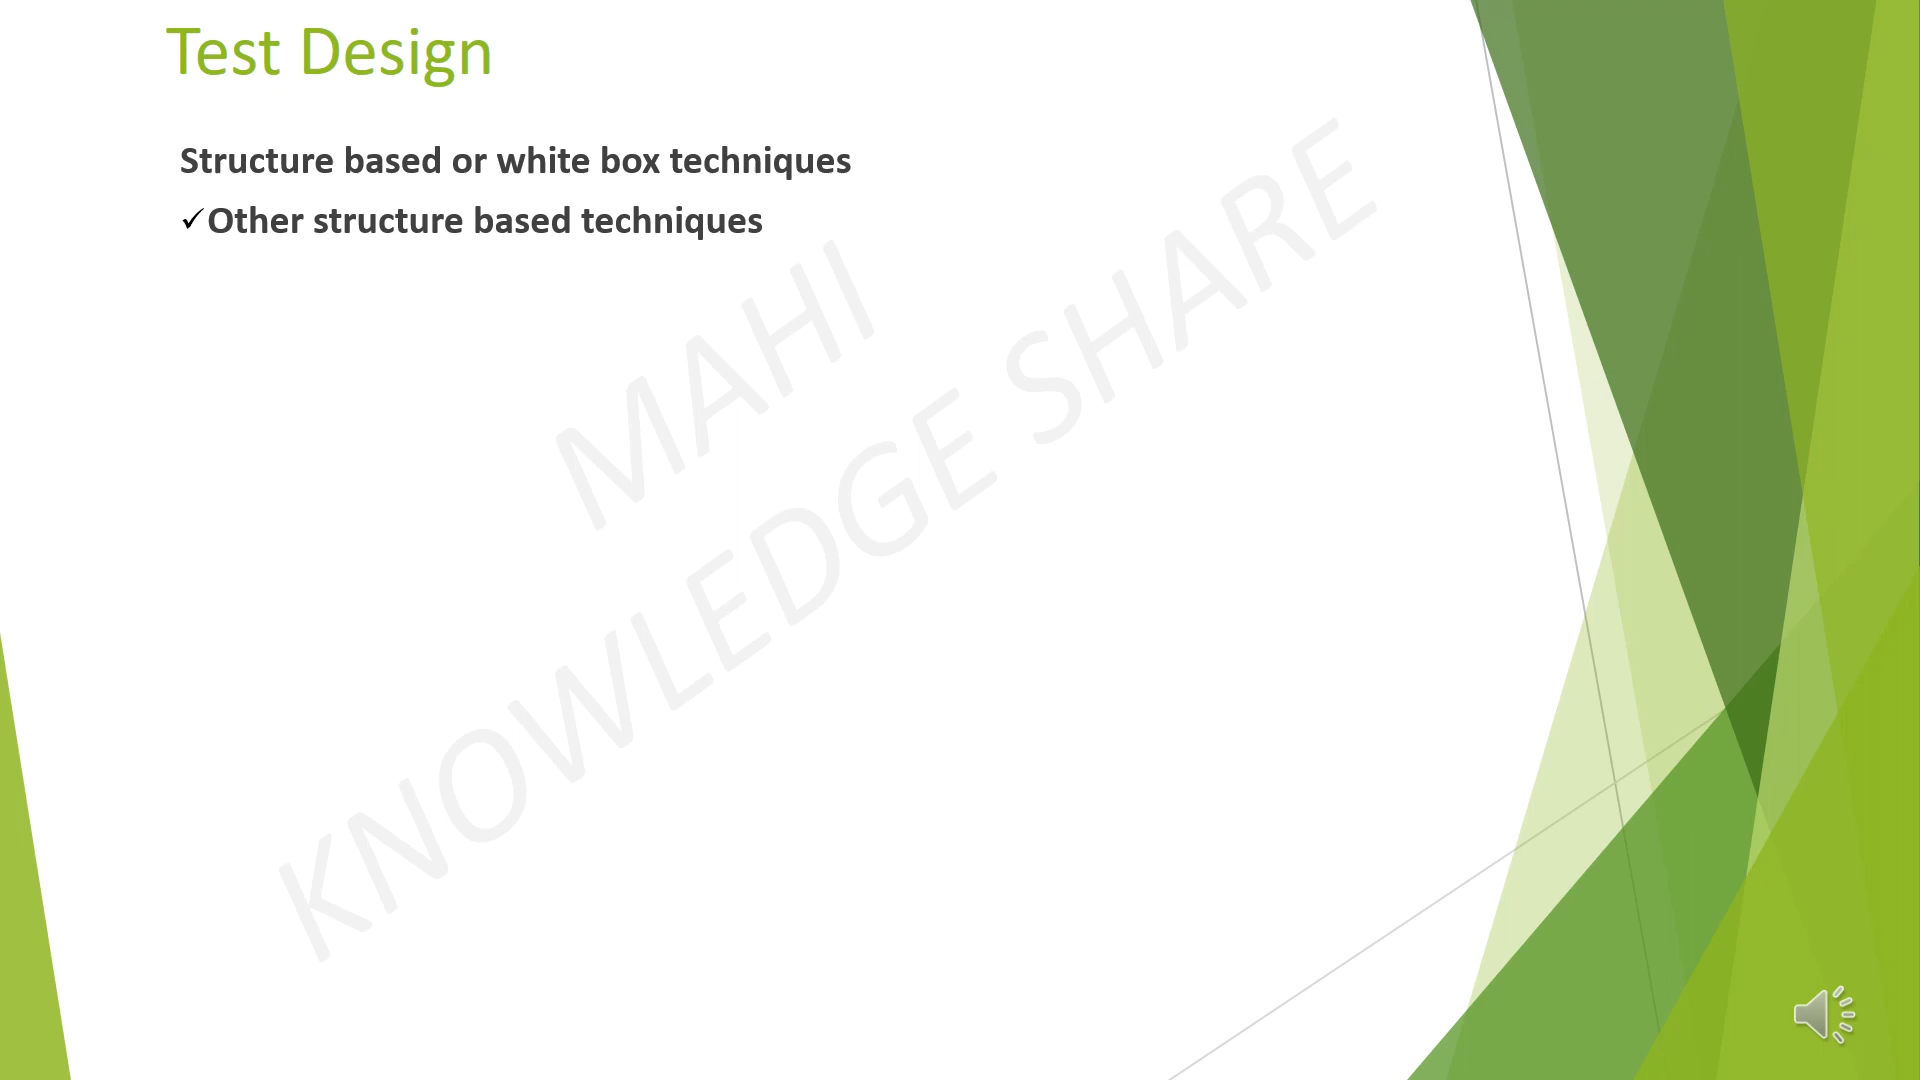 Test Design
Structure based or white box techniques
✓Other structure based techniques
MAHI
KNOWLEDGE SHARE